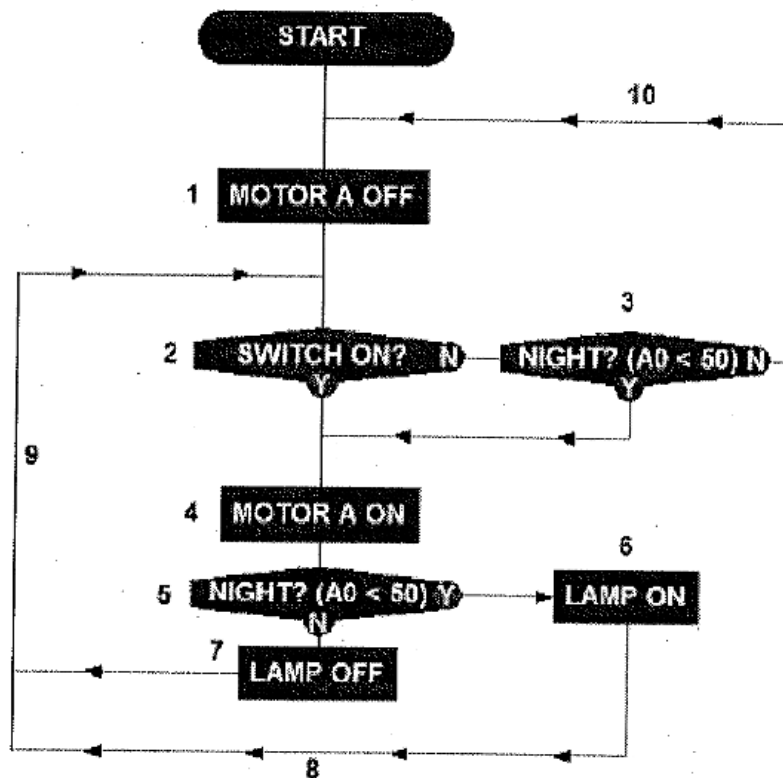 START
10
1 MOTOR A OFF
3
2 SWITCH ON? N NIGHT? (A0 < 50) N
Y Y
9
4 MOTOR A ON
6
5 NIGHT? (A0 < 50) Y LAMP ON
N
7 LAMP OFF
8